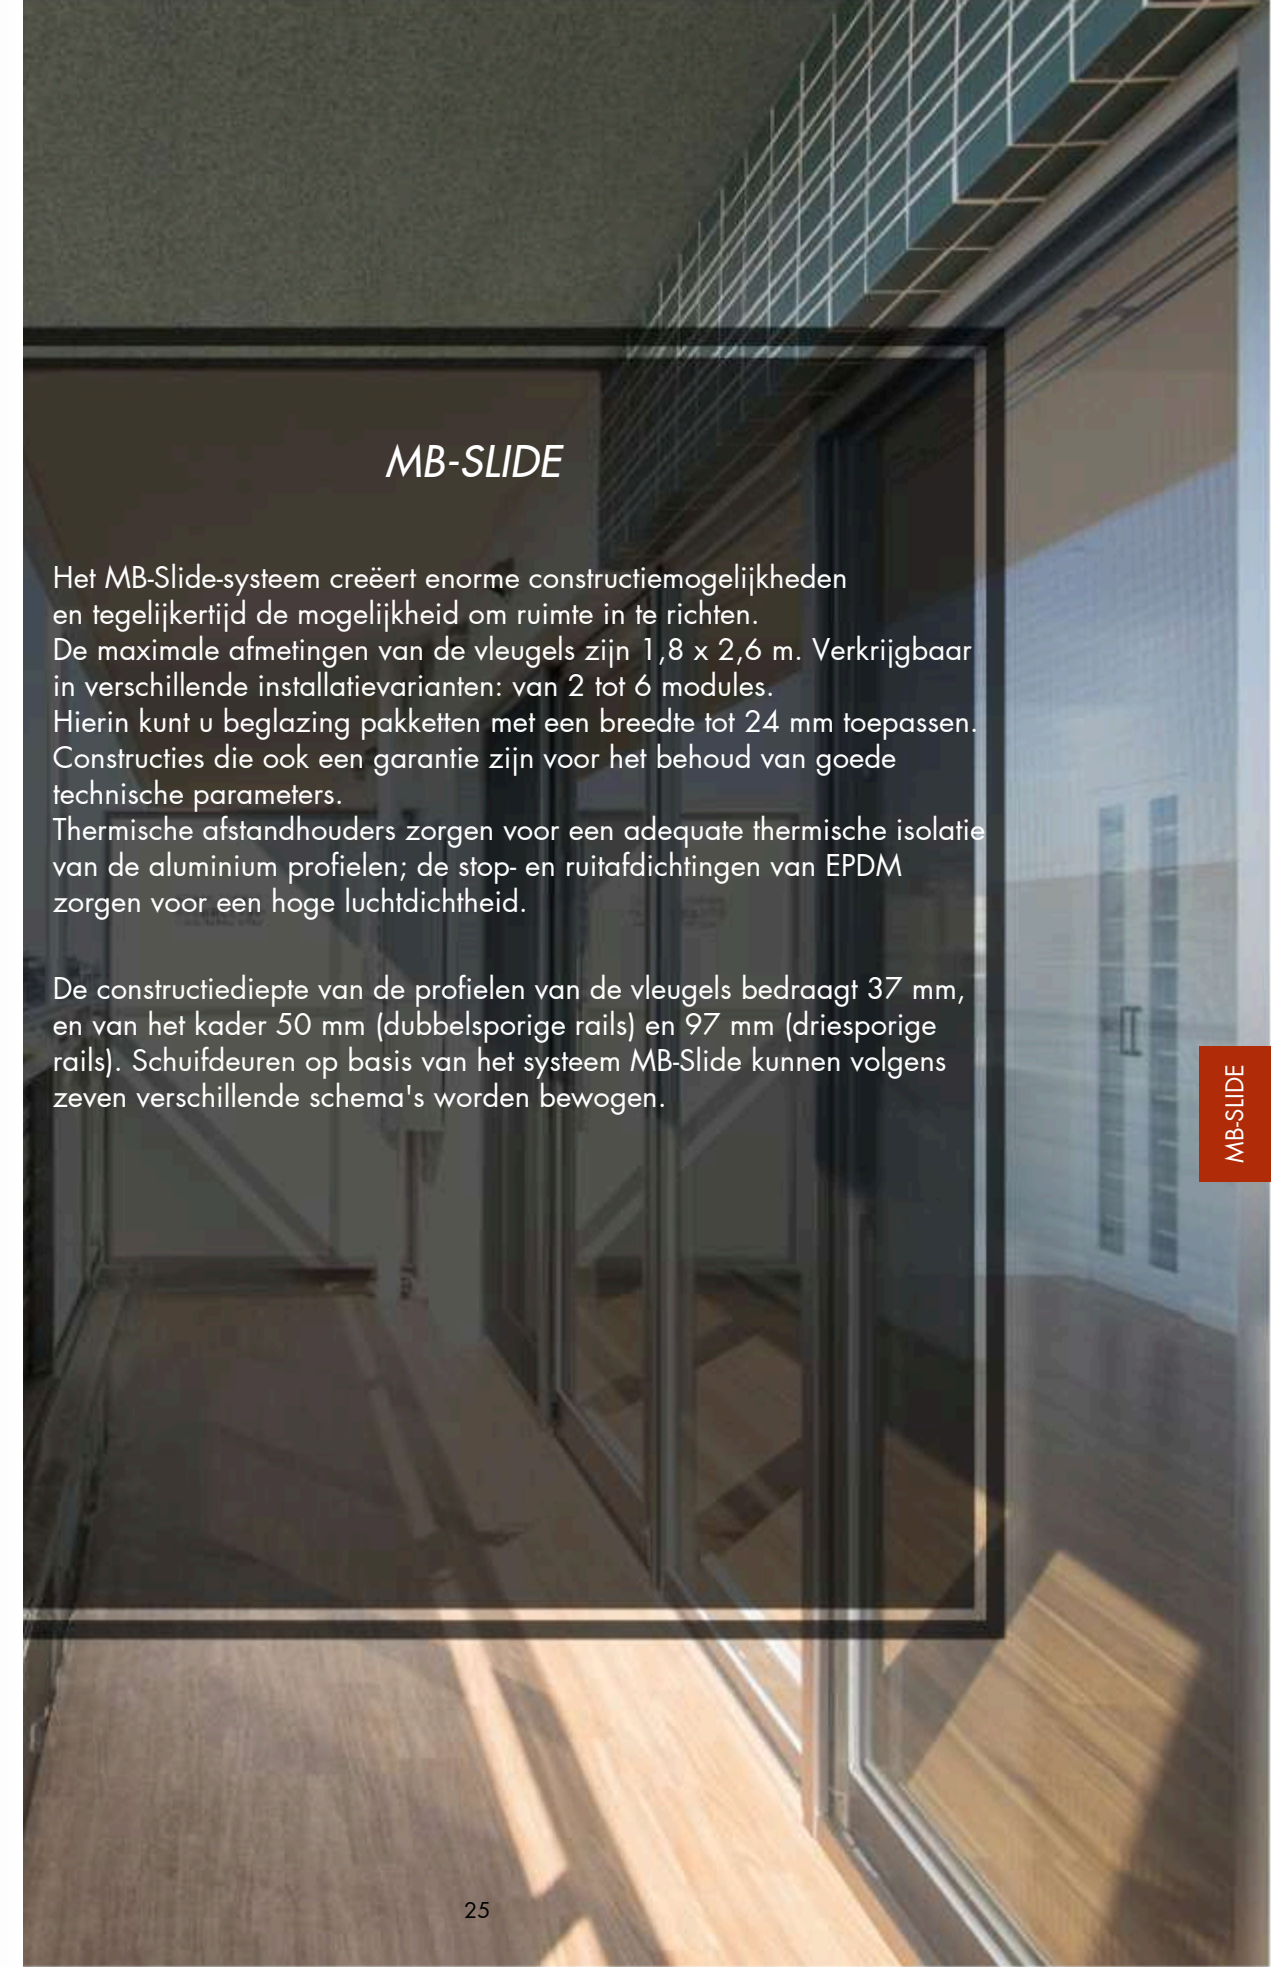 MB-SLIDE
Het MB-Slide-systeem creëert enorme constructiemogelijkheden
en tegelijkertijd de mogelijkheid om ruimte in te richten.
De maximale afmetingen van de vleugels zijn 1,8 x 2,6 m. Verkrijgbaar
in verschillende installatievarianten: van 2 tot 6 modules.
Hierin kunt u beglazing pakketten met een breedte tot 24 mm toepassen.
Constructies die ook een garantie zijn voor het behoud van goede
technische parameters.
Thermische afstandhouders zorgen voor een adequate thermische isolatie
van de aluminium profielen; de stop- en ruitafdichtingen van EPDM
zorgen voor een hoge luchtdichtheid.
De constructiediepte van de profielen van de vleugels bedraagt 37 mm,
en van het kader 50 mm (dubbelsporige rails) en 97 mm (driesporige
rails). Schuifdeuren op basis van het systeem MB-Slide kunnen volgens
zeven verschillende schema's worden bewogen.
MB-SLIDE
25